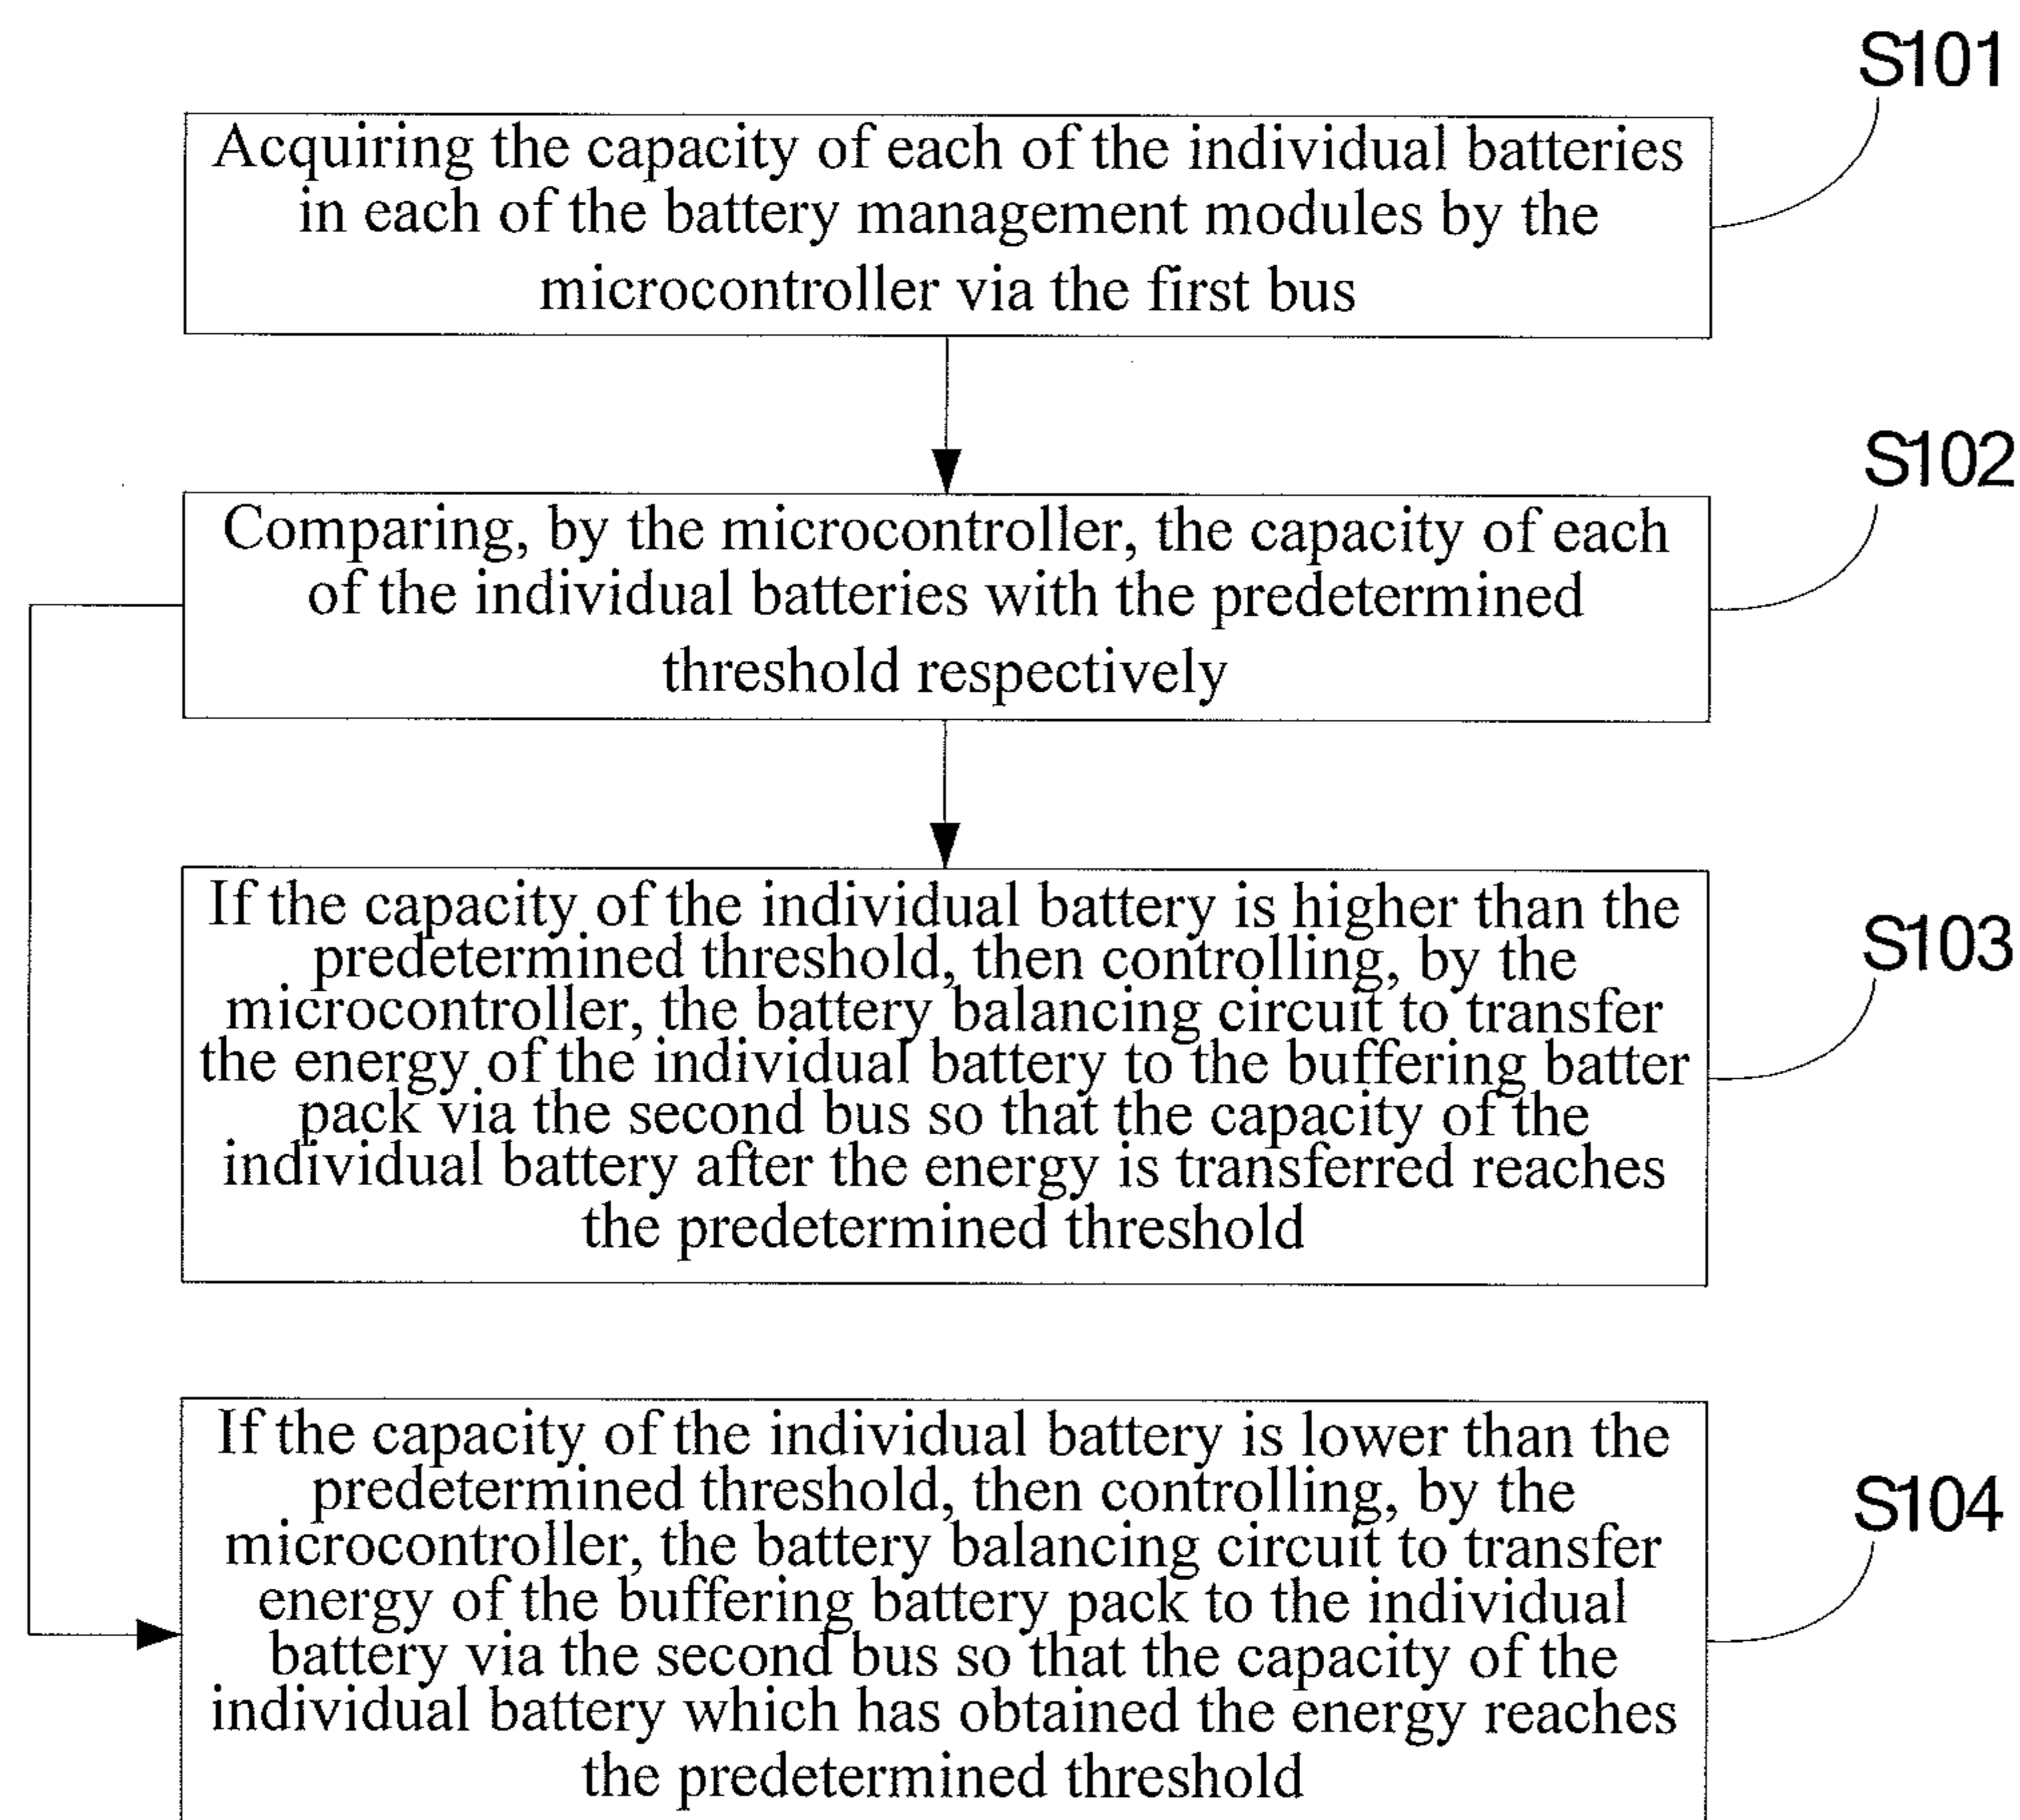 S101
Acquiring the capacity of each of the individual batteries
in each of the battery management modules by the
microcontroller via the first bus
S102
Comparing, by the microcontroller, the capacity of each
of the individual batteries with the predetermined
threshold respectively
If the capacity of the individual battery is higher than the
predetermined threshold, then controlling, by the
microcontroller, the battery balancing circuit to transfer
the energy of the individual battery to the buffering batter
pack via the second bus so that the capacity of the
individual battery after the energy is transferred reaches
the predetermined threshold
S103
If the capacity of the individual battery is lower than the
predetermined threshold, then controlling, by the
microcontroller, the battery balancing circuit to transfer
energy of the buffering battery pack to the individual
battery via the second bus so that the capacity of the
individual battery which has obtained the energy reaches
the predetermined threshold
S104